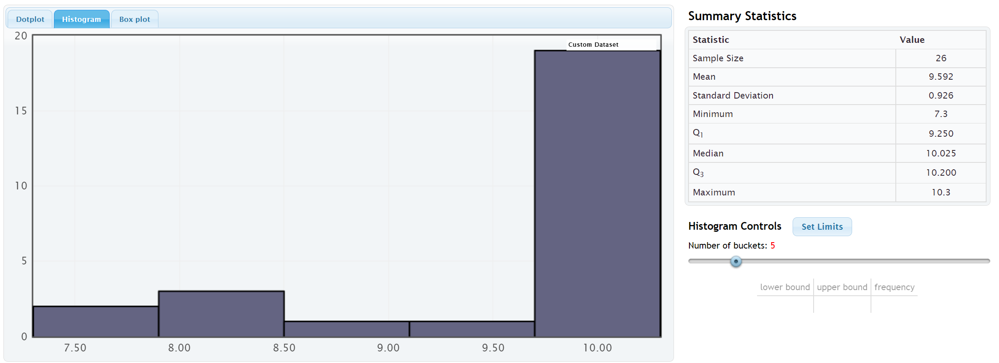 Dotplot Histogram Box plot
20
15
10
5
0
7.50 8.00 8.50 9.00 9.50 10.00
Custom Dataset
Summary Statistics
Statistic Value
Sample Size 26
Mean 9.592
Standard Deviation 0.926
Minimum 7.3
Q1 9.250
Median 10.025
Q3 10.200
Maximum 10.3
Histogram Controls Set Limits
Number of buckets: 5
lower bound upper bound frequency